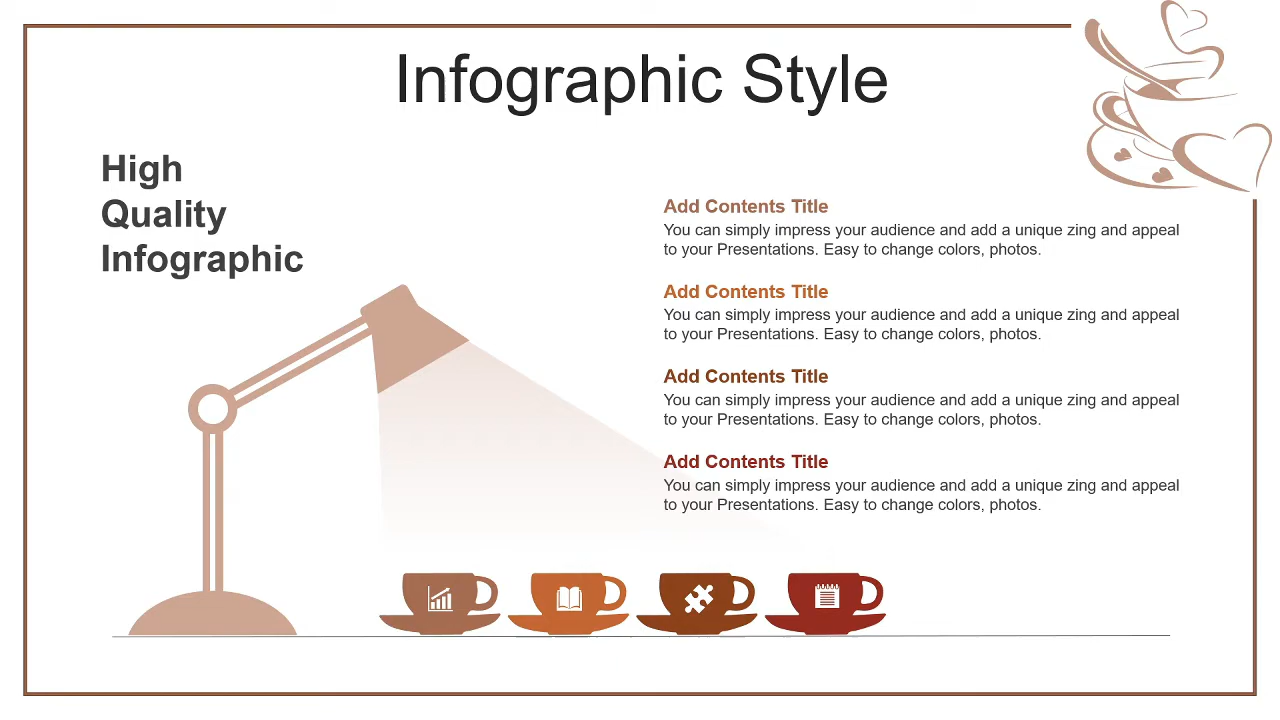 Infographic Style
High
Quality
Infographic
Add Contents Title
You can simply impress your audience and add a unique zing and appeal
to your Presentations. Easy to change colors, photos.
Add Contents Title
You can simply impress your audience and add a unique zing and appeal
to your Presentations. Easy to change colors, photos.
Add Contents Title
You can simply impress your audience and add a unique zing and appeal
to your Presentations. Easy to change colors, photos.
Add Contents Title
You can simply impress your audience and add a unique zing and appeal
to your Presentations. Easy to change colors, photos.